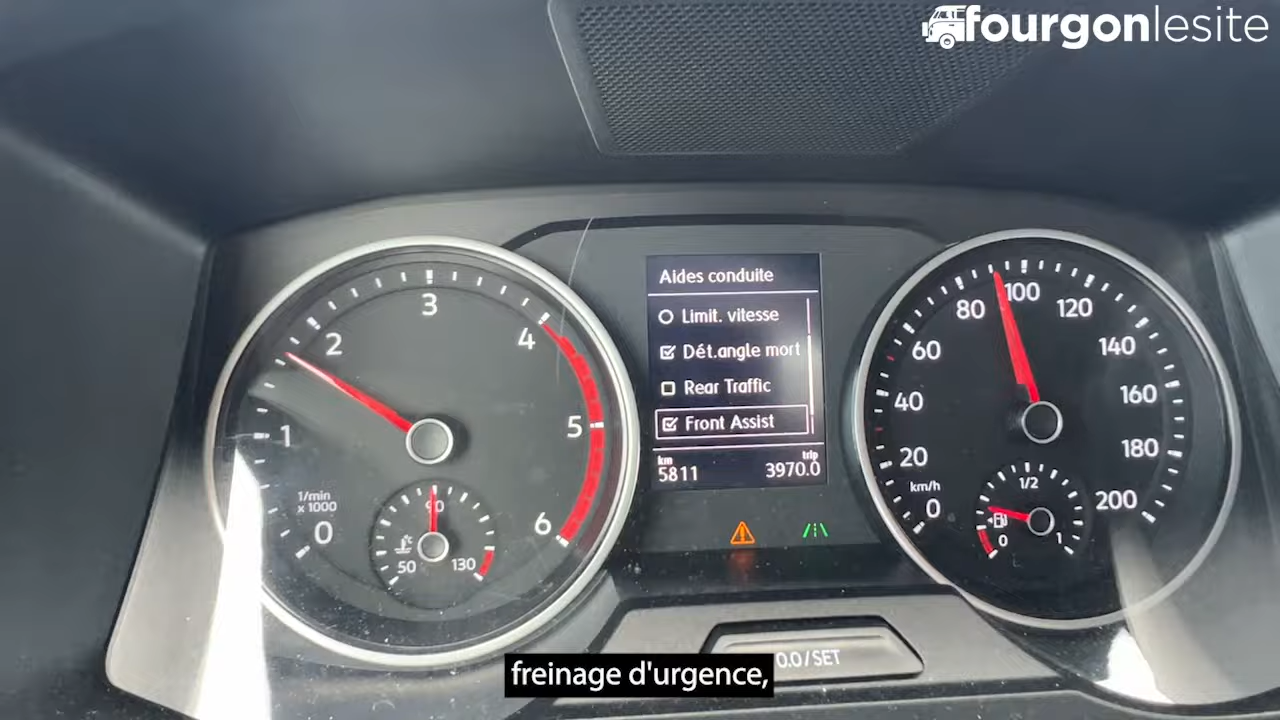 fourgonlesite
Aides conduite
Limit. vitesse
Dét.angle mort
Rear Traffic
Front Assist
km
trip
5811
3970.0
1
2
3
4
5
6
1/min
x 1000
0
90
°C
50
130
0
20
40
60
80
100
120
140
160
180
200
km/h
1/2
0
1
0.0/SET
freinage d'urgence,